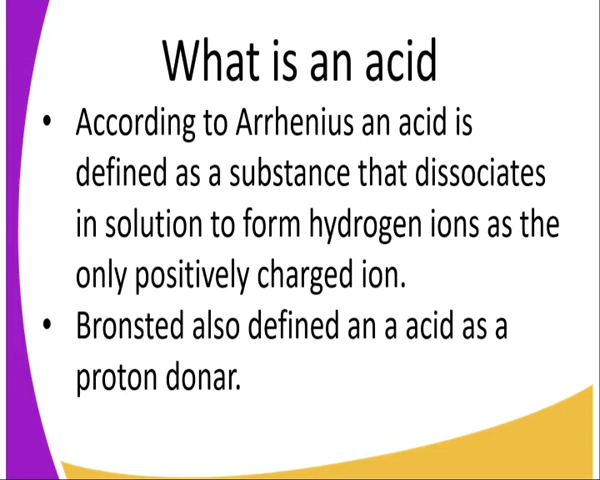 What is an acid
• According to Arrhenius an acid is
defined as a substance that dissociates
in solution to form hydrogen ions as the
only positively charged ion.
• Bronsted also defined an a acid as a
proton donar.